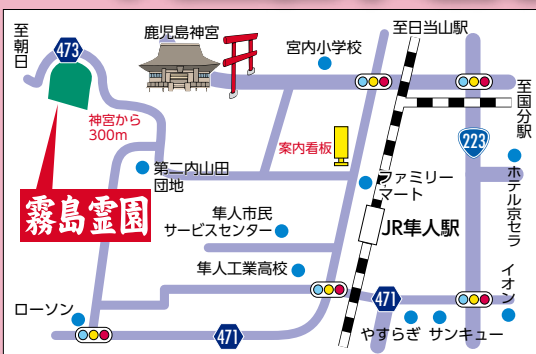 至朝日
473
鹿児島神宮
宮内小学校
至日当山駅
至国分駅
神宮から
300m
案内看板
223
第二内山田
団地
ファミリー
マート
ホテル京セラ
霧島霊園
隼人市民
サービスセンター
JR隼人駅
隼人工業高校
イオン
471
ローソン
471
やすらぎ
サンキュー